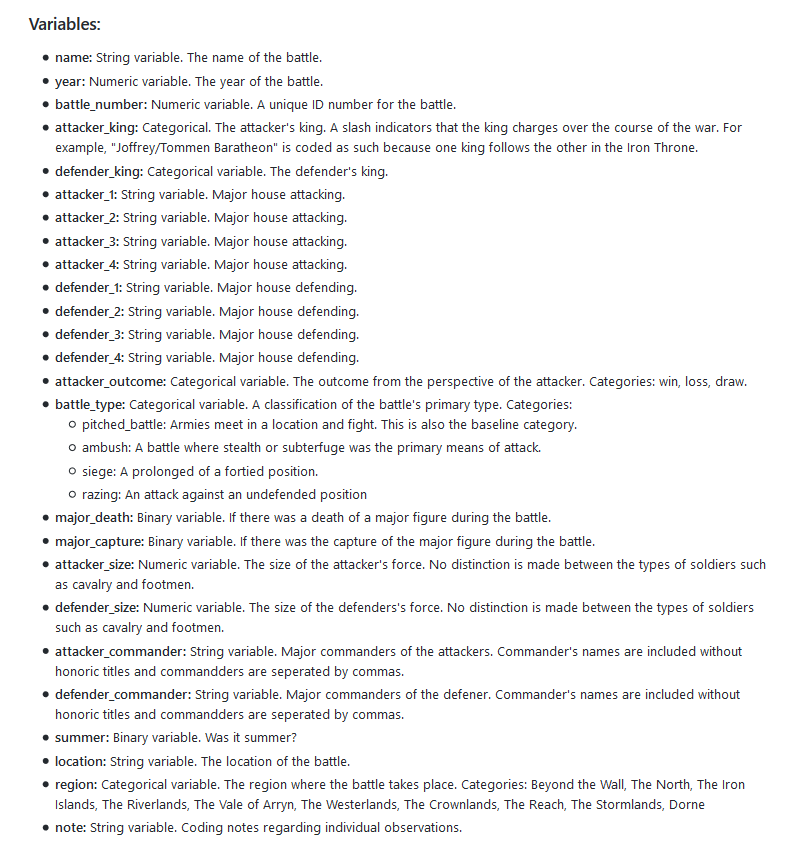 Variables:
• name: String variable. The name of the battle.
• year: Numeric variable. The year of the battle.
• battle_number: Numeric variable. A unique ID number for the battle.
• attacker_king: Categorical. The attacker's king. A slash indicators that the king charges over the course of the war. For
example, "Joffrey/Tommen Baratheon" is coded as such because one king follows the other in the Iron Throne.
• defender_king: Categorical variable. The defender's king.
• attacker_1: String variable. Major house attacking.
• attacker_2: String variable. Major house attacking.
• attacker_3: String variable. Major house attacking.
• attacker_4: String variable. Major house attacking.
• defender_1: String variable. Major house defending.
• defender_2: String variable. Major house defending.
• defender_3: String variable. Major house defending.
• defender_4: String variable. Major house defending.
• attacker_outcome: Categorical variable. The outcome from the perspective of the attacker. Categories: win, loss, draw.
• battle_type: Categorical variable. A classification of the battle's primary type. Categories:
○ pitched_battle: Armies meet in a location and fight. This is also the baseline category.
○ ambush: A battle where stealth or subterfuge was the primary means of attack.
○ siege: A prolonged of a fortied position.
○ razing: An attack against an undefended position
• major_death: Binary variable. If there was a death of a major figure during the battle.
• major_capture: Binary variable. If there was the capture of the major figure during the battle.
• attacker_size: Numeric variable. The size of the attacker's force. No distinction is made between the types of soldiers such
as cavalry and footmen.
• defender_size: Numeric variable. The size of the defenders's force. No distinction is made between the types of soldiers
such as cavalry and footmen.
• attacker_commander: String variable. Major commanders of the attackers. Commander's names are included without
honoric titles and commandders are seperated by commas.
• defender_commander: String variable. Major commanders of the defener. Commander's names are included without
honoric titles and commandders are seperated by commas.
• summer: Binary variable. Was it summer?
• location: String variable. The location of the battle.
• region: Categorical variable. The region where the battle takes place. Categories: Beyond the Wall, The North, The Iron
Islands, The Riverlands, The Vale of Arryn, The Westerlands, The Crownlands, The Reach, The Stormlands, Dorne
• note: String variable. Coding notes regarding individual observations.